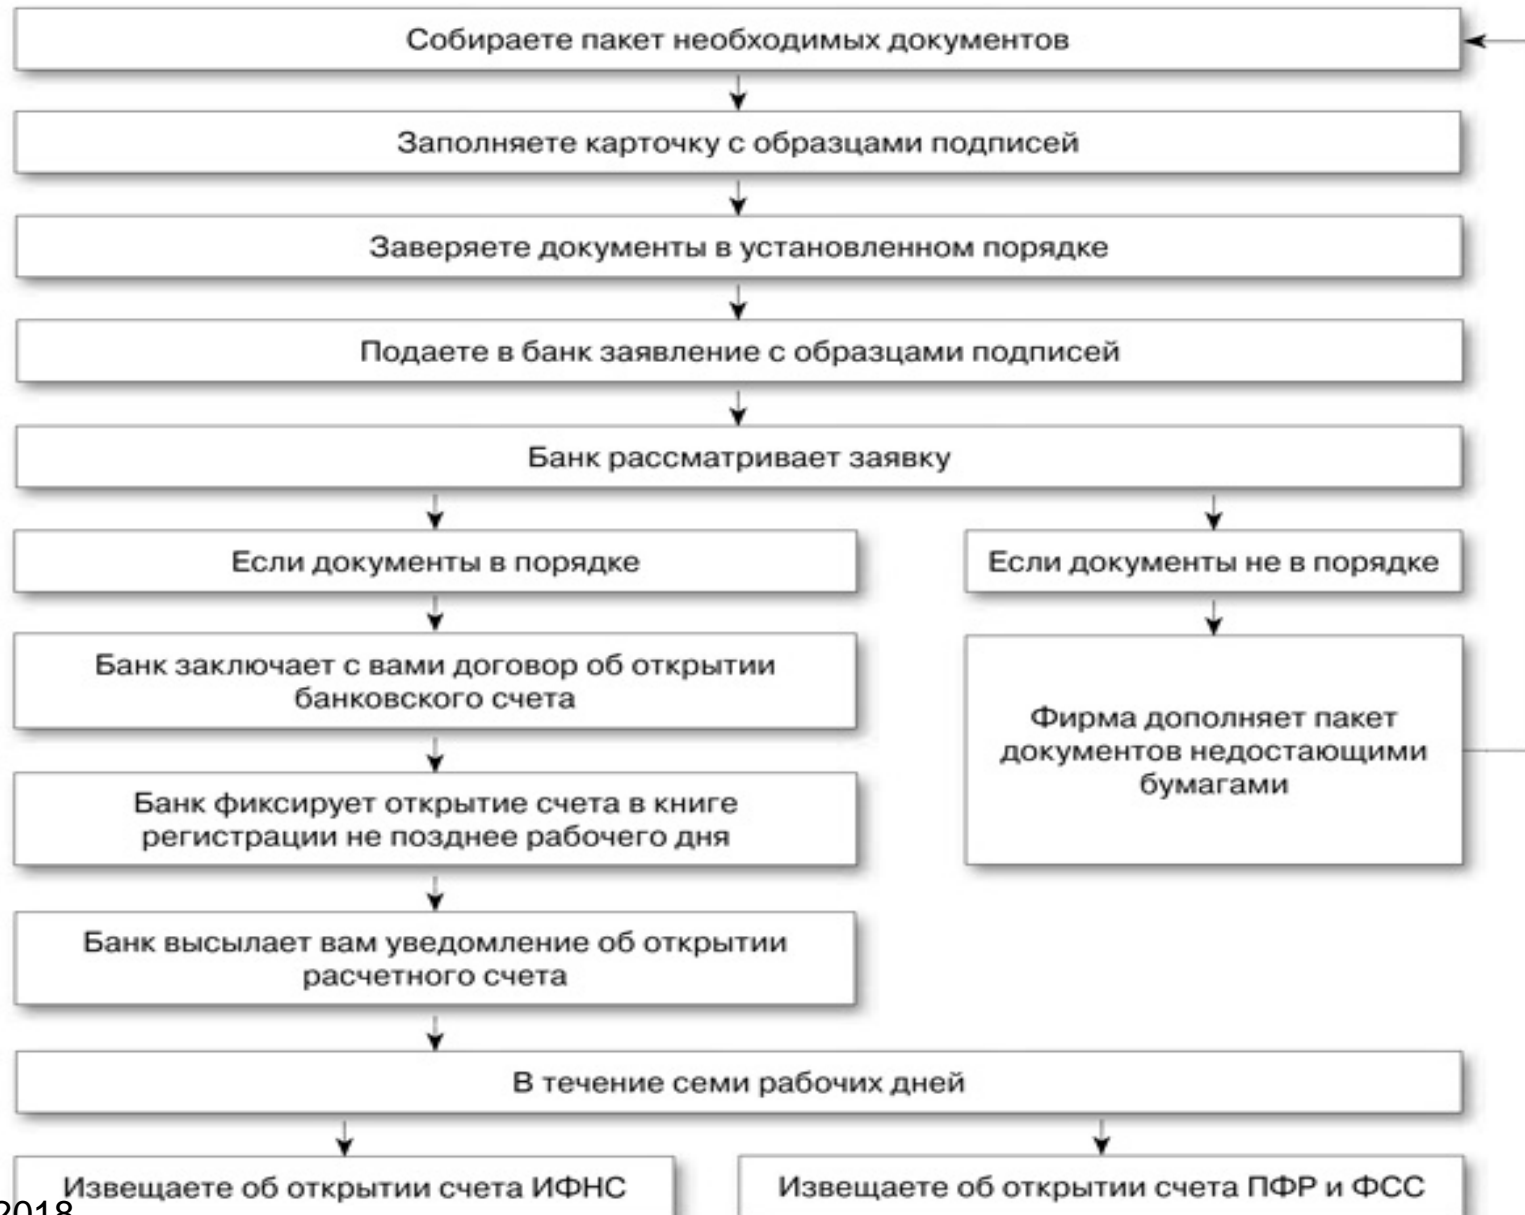 Собираете пакет необходимых документов
Заполняете карточку с образцами подписей
Заверяете документы в установленном порядке
Подаете в банк заявление с образцами подписей
Банк рассматривает заявку
Если документы в порядке
Если документы не в порядке
Банк заключает с вами договор об открытии
банковского счета
Фирма дополняет пакет
документов недостающими
бумагами
Банк фиксирует открытие счета в книге
регистрации не позднее рабочего дня
Банк высылает вам уведомление об открытии
расчетного счета
В течение семи рабочих дней
Извещаете об открытии счета ИФНС
Извещаете об открытии счета ПФР и ФСС
2018